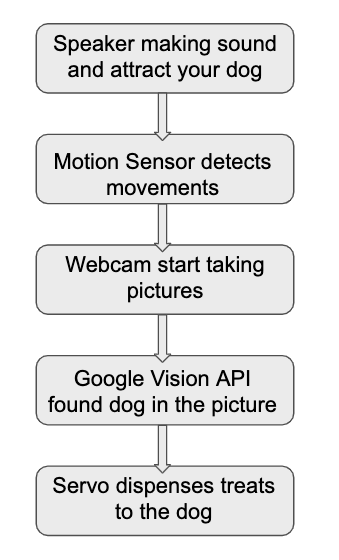 Speaker making sound
and attract your dog
Motion Sensor detects
movements
Webcam start taking
pictures
Google Vision API
found dog in the picture
Servo dispenses treats
to the dog